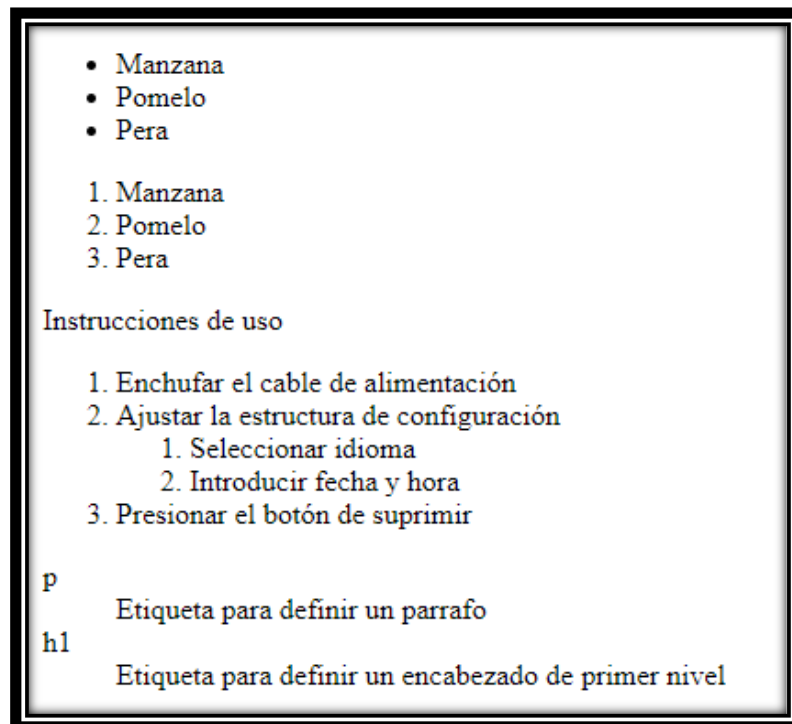 • Manzana
• Pomelo
• Pera
1. Manzana
2. Pomelo
3. Pera
Instrucciones de uso
1. Enchufar el cable de alimentación
2. Ajustar la estructura de configuración
1. Seleccionar idioma
2. Introducir fecha y hora
3. Presionar el botón de suprimir
p
Etiqueta para definir un parrafo
h1
Etiqueta para definir un encabezado de primer nivel